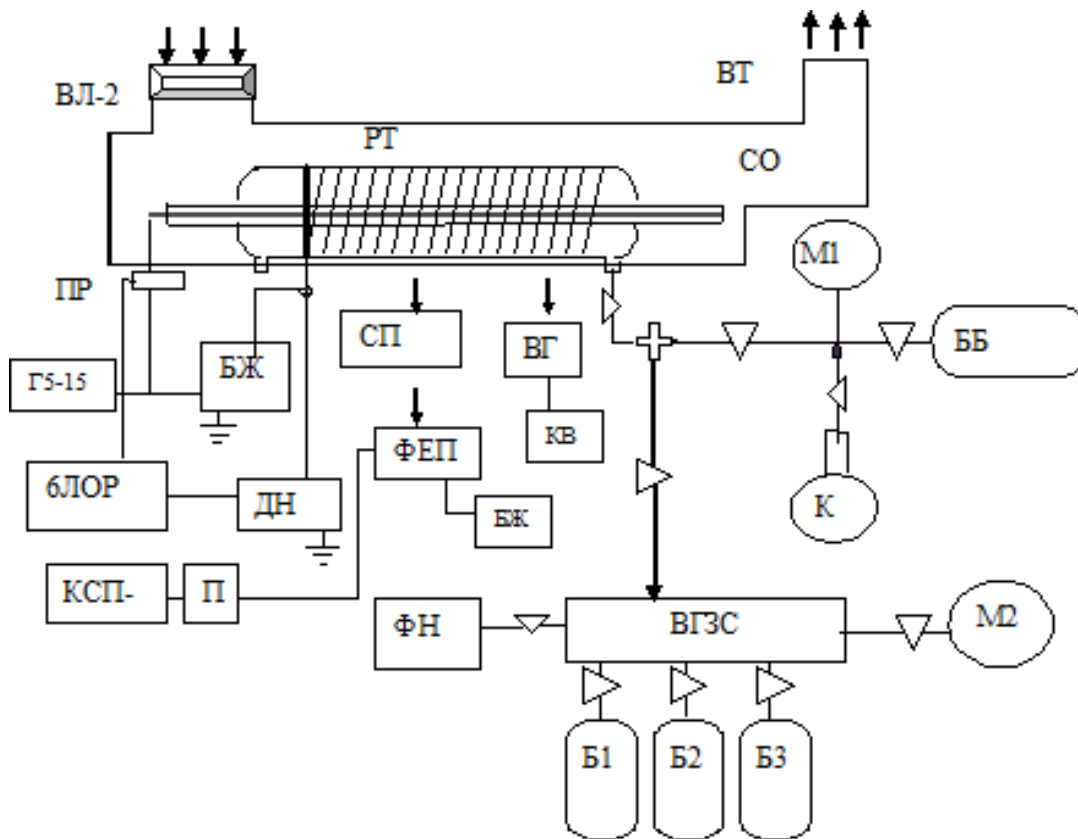 ВТ
ВЛ-2
РТ
СО
М1
ПР
СП
ВГ
ББ
Г5-15
БЖ
КВ
ФЕП
6ЛОР
ДН
К
БЖ
КСП-
П
ФН
ВГЗС
М2
Б1
Б2
Б3